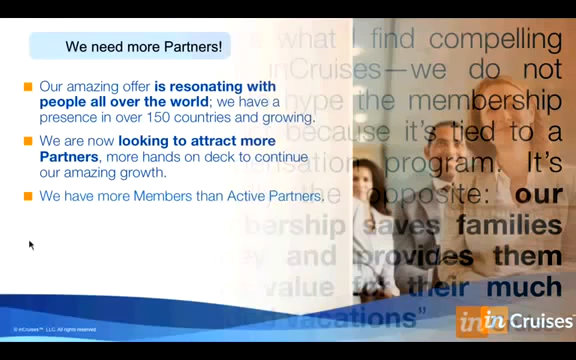 We need more Partners!
Our amazing offer is resonating with
people all over the world; we have a
presence in over 150 countries and growing.
We are now looking to attract more
Partners, more hands on deck to continue
our amazing growth.
We have more Members than Active Partners,
what I find compelling
inCruises—we do not
hype the membership
because it's tied to a
program. It's
the opposite: our
saves families
and provides them
value for their much
vacations"
© inCruises™ LLC. All rights reserved
in inCruises™